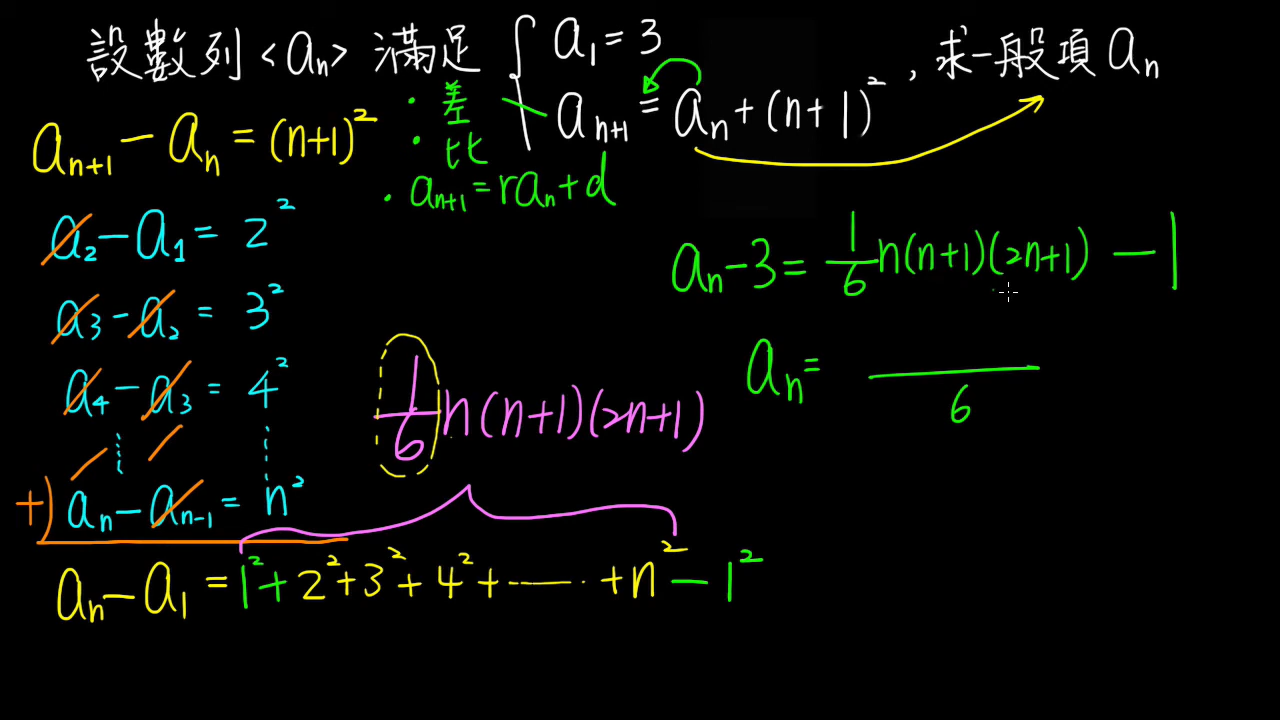 設數列<aₙ> 滿足 { a₁ = 3
aₙ₊₁ = aₙ + (n+1)² , 求一般項 aₙ
aₙ₊₁ − aₙ = (n+1)²
· 差
· 比
· aₙ₊₁ = raₙ + d
a₂ − a₁ = 2²
a₃ − a₂ = 3²
a₄ − a₃ = 4²
⋮ ⋮
+) aₙ − aₙ₋₁ = n²
1/6 n(n+1)(2n+1)
aₙ − a₁ = 1² + 2² + 3² + 4² + ⋯⋯ + n² − 1²
aₙ − 3 = 1/6 n(n+1)(2n+1) − 1
aₙ = /6